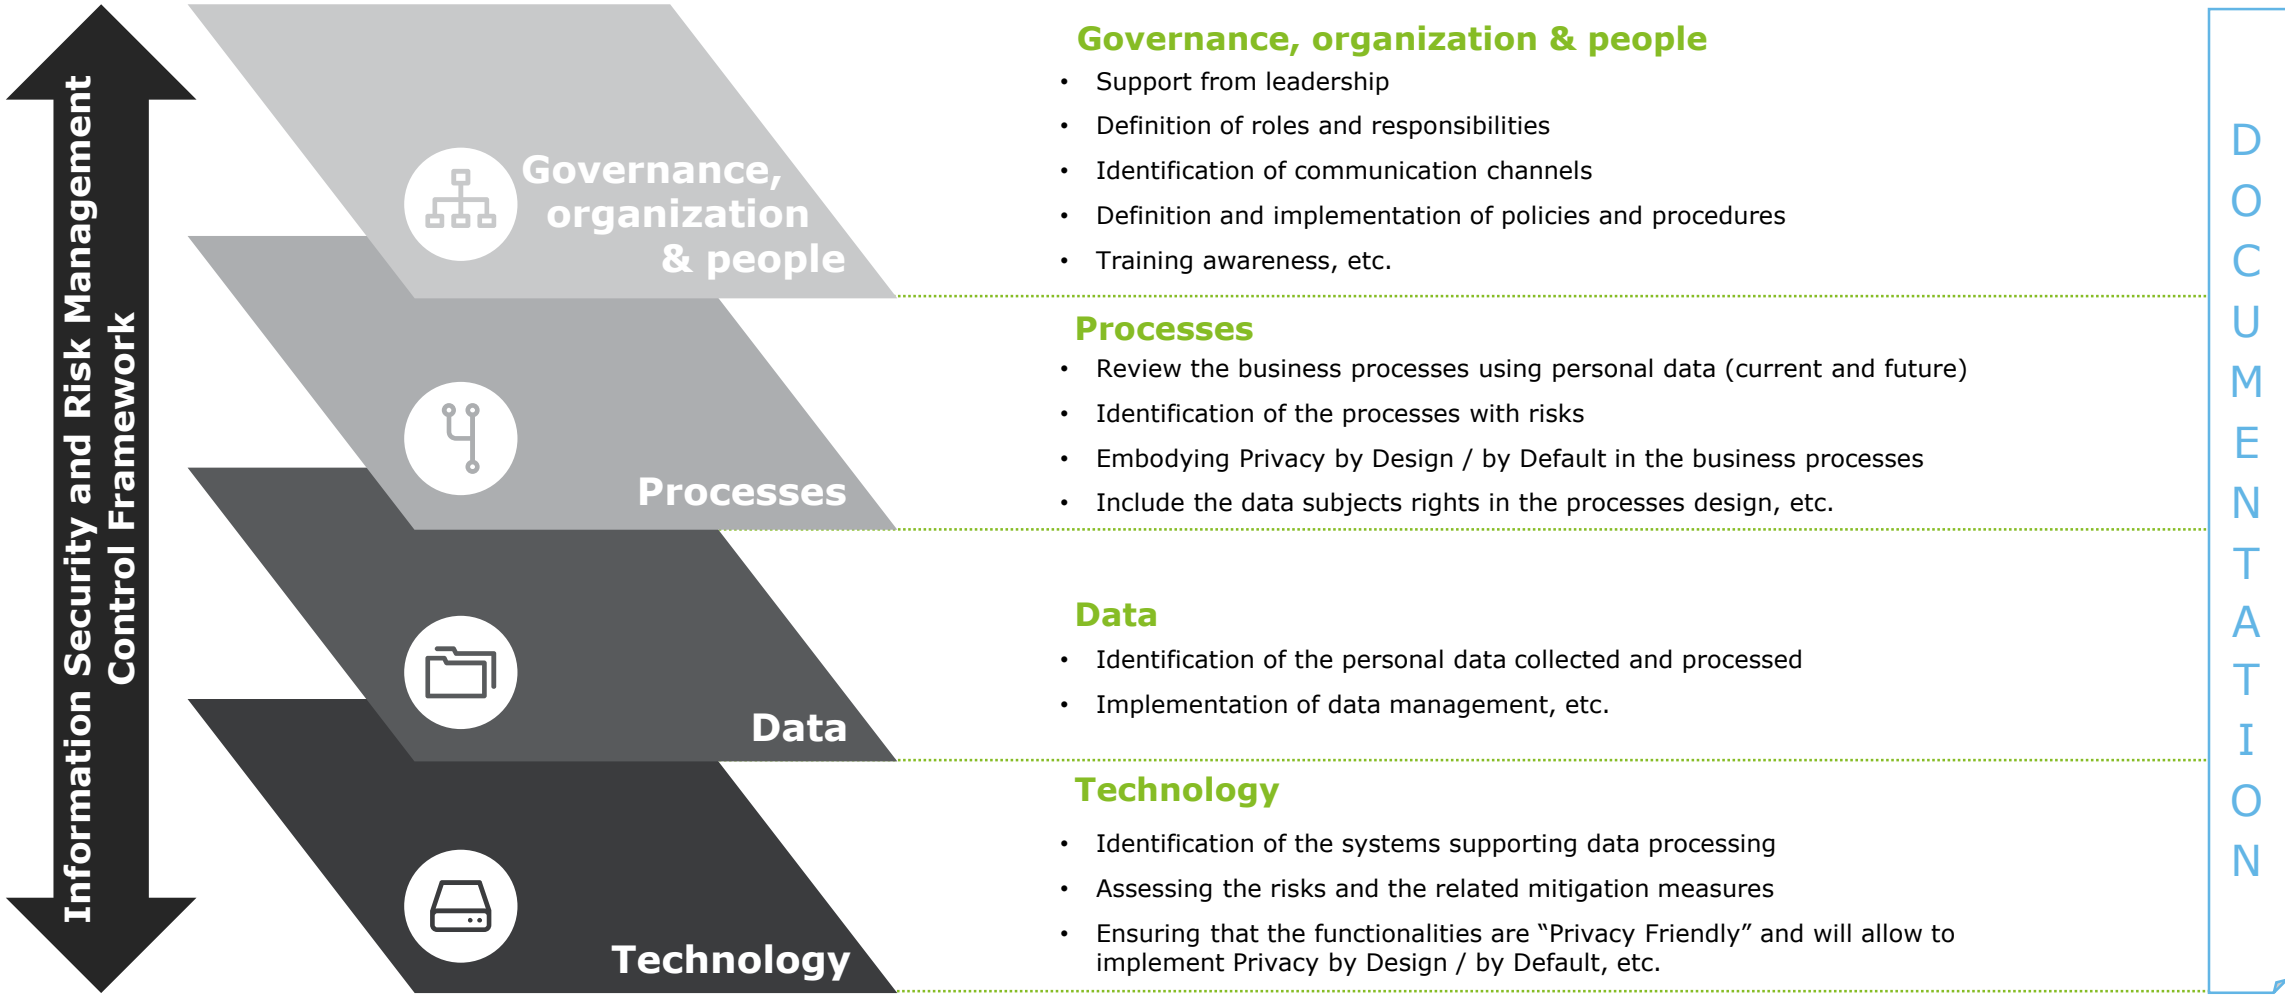 Information Security and Risk Management
Control Framework
Governance,
organization
& people
Processes
Data
Technology
Governance, organization & people
• Support from leadership
• Definition of roles and responsibilities
• Identification of communication channels
• Definition and implementation of policies and procedures
• Training awareness, etc.
Processes
• Review the business processes using personal data (current and future)
• Identification of the processes with risks
• Embodying Privacy by Design / by Default in the business processes
• Include the data subjects rights in the processes design, etc.
Data
• Identification of the personal data collected and processed
• Implementation of data management, etc.
Technology
• Identification of the systems supporting data processing
• Assessing the risks and the related mitigation measures
• Ensuring that the functionalities are “Privacy Friendly” and will allow to
implement Privacy by Design / by Default, etc.
DOCUMENTATION